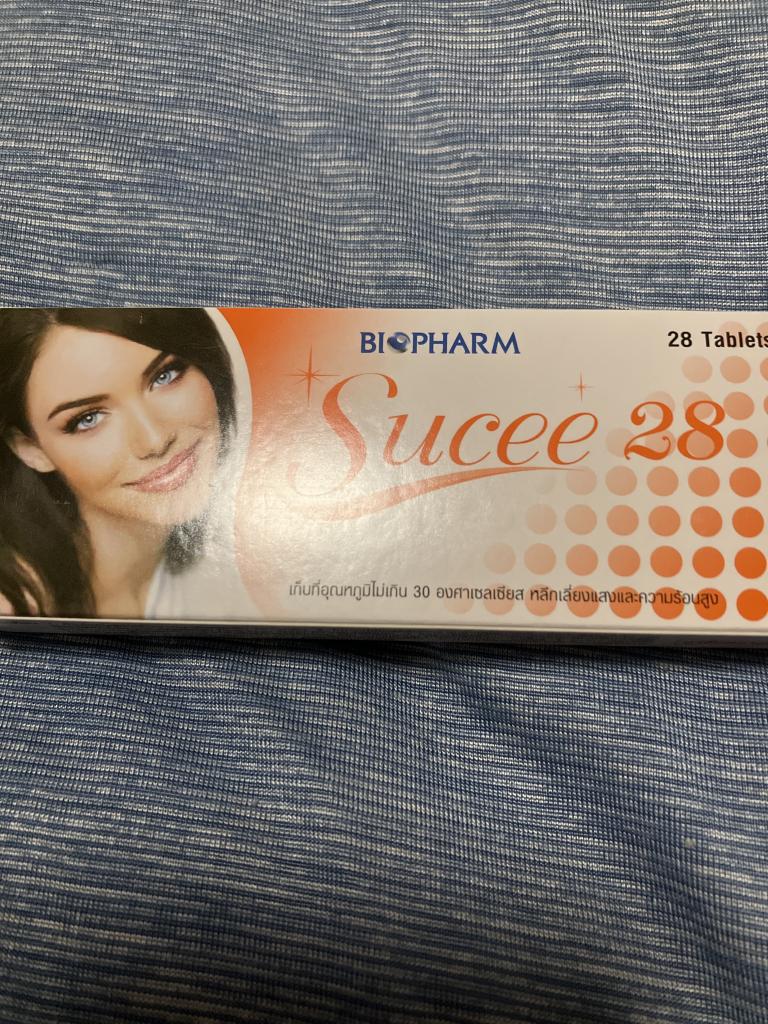 BIOPHARM
28 Tablets
Sucee 28
เก็บที่อุณหภูมิไม่เกิน 30 องศาเซลเซียส หลีกเลี่ยงแสงและความร้อนสูง